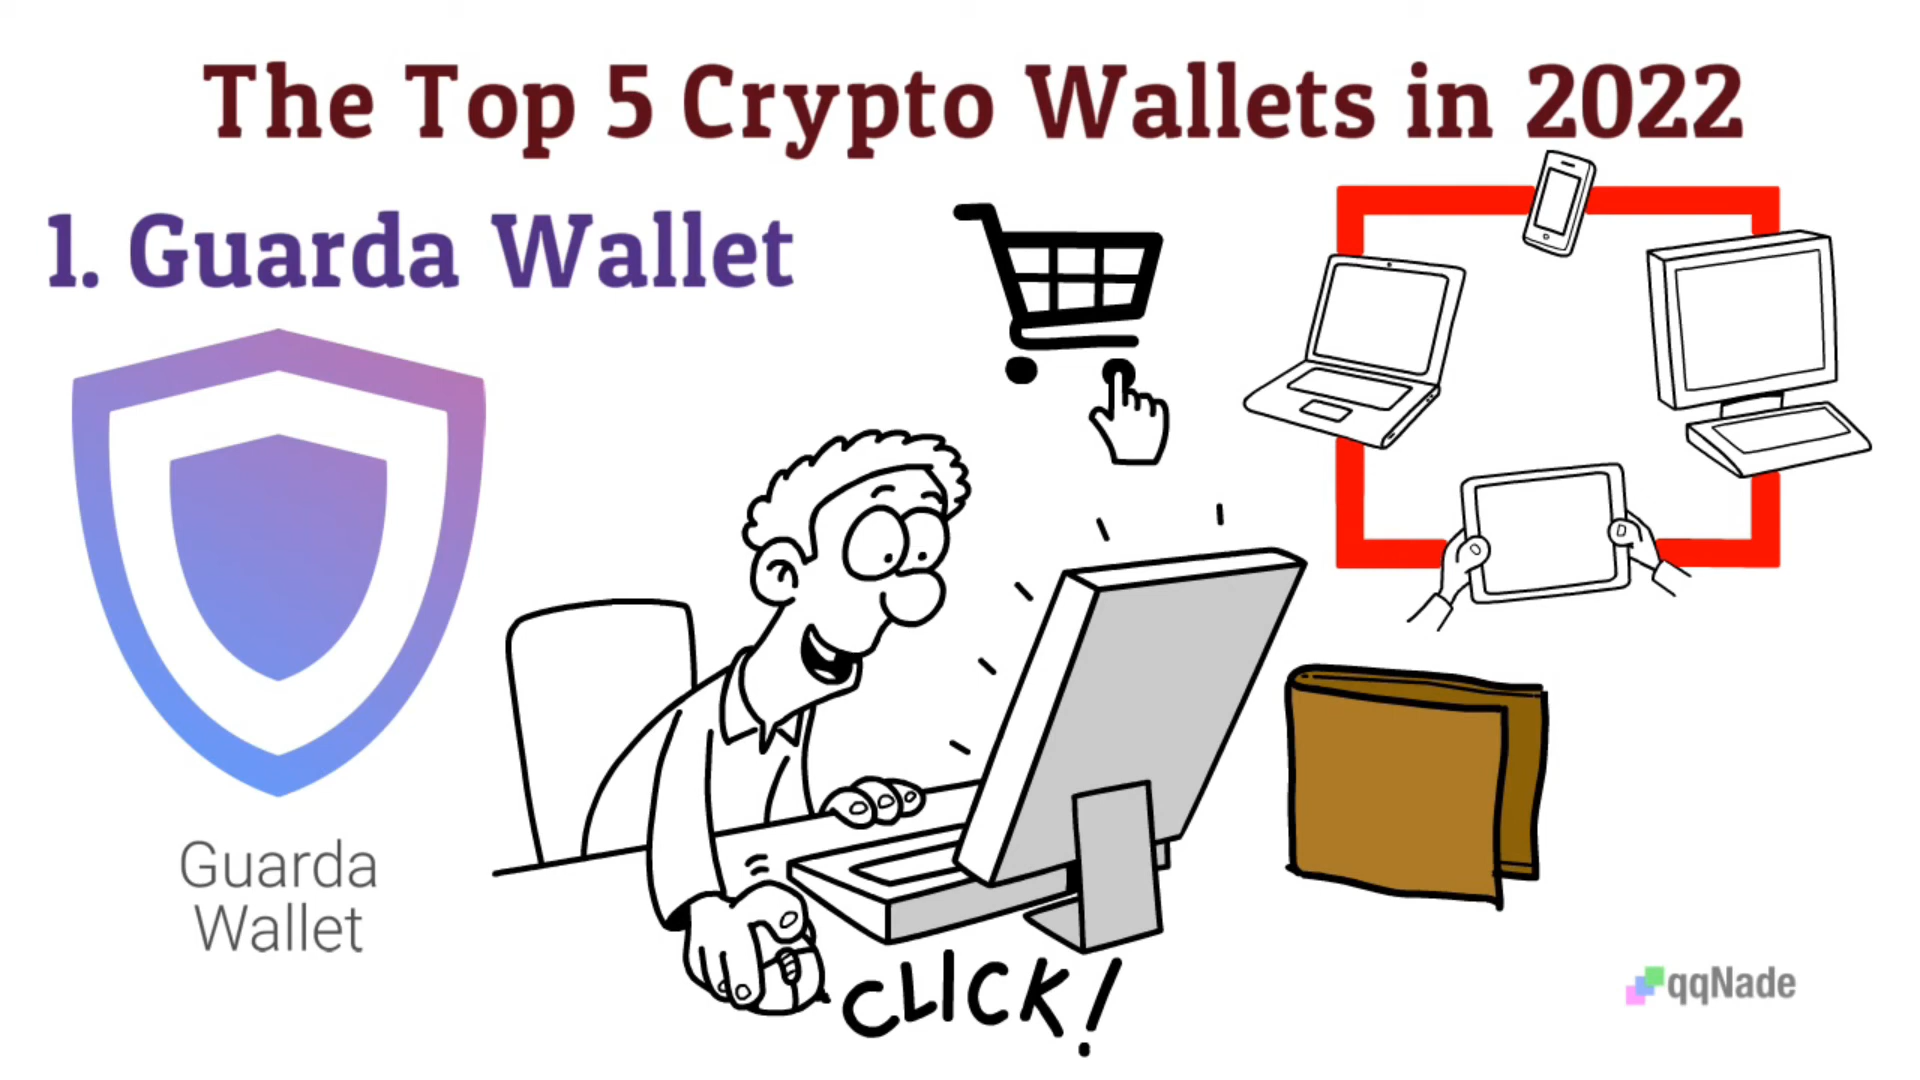 The Top 5 Crypto Wallets in 2022
1. Guarda Wallet
Guarda
Wallet
CLICK!
qqNade